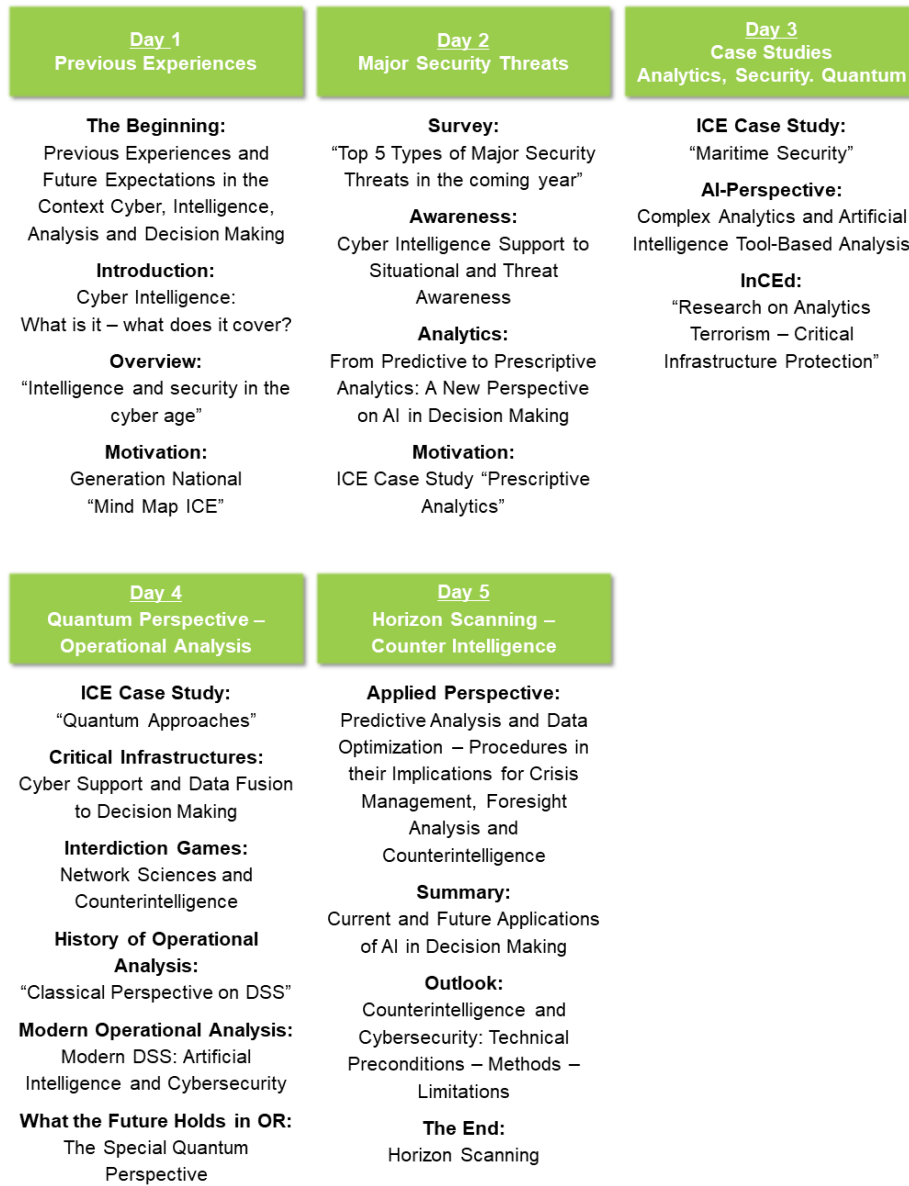 Day 1
Previous Experiences
The Beginning:
Previous Experiences and
Future Expectations in the
Context Cyber, Intelligence,
Analysis and Decision Making
Introduction:
Cyber Intelligence:
What is it – what does it cover?
Overview:
“Intelligence and security in the
cyber age”
Motivation:
Generation National
“Mind Map ICE”
Day 2
Major Security Threats
Survey:
“Top 5 Types of Major Security
Threats in the coming year”
Awareness:
Cyber Intelligence Support to
Situational and Threat
Awareness
Analytics:
From Predictive to Prescriptive
Analytics: A New Perspective
on AI in Decision Making
Motivation:
ICE Case Study “Prescriptive
Analytics”
Day 3
Case Studies
Analytics, Security. Quantum
ICE Case Study:
“Maritime Security”
AI-Perspective:
Complex Analytics and Artificial
Intelligence Tool-Based Analysis
InCEd:
“Research on Analytics
Terrorism – Critical
Infrastructure Protection”
Day 4
Quantum Perspective –
Operational Analysis
ICE Case Study:
“Quantum Approaches”
Critical Infrastructures:
Cyber Support and Data Fusion
to Decision Making
Interdiction Games:
Network Sciences and
Counterintelligence
History of Operational
Analysis:
“Classical Perspective on DSS”
Modern Operational Analysis:
Modern DSS: Artificial
Intelligence and Cybersecurity
What the Future Holds in OR:
The Special Quantum
Perspective
Day 5
Horizon Scanning –
Counter Intelligence
Applied Perspective:
Predictive Analysis and Data
Optimization – Procedures in
their Implications for Crisis
Management, Foresight
Analysis and
Counterintelligence
Summary:
Current and Future Applications
of AI in Decision Making
Outlook:
Counterintelligence and
Cybersecurity: Technical
Preconditions – Methods –
Limitations
The End:
Horizon Scanning